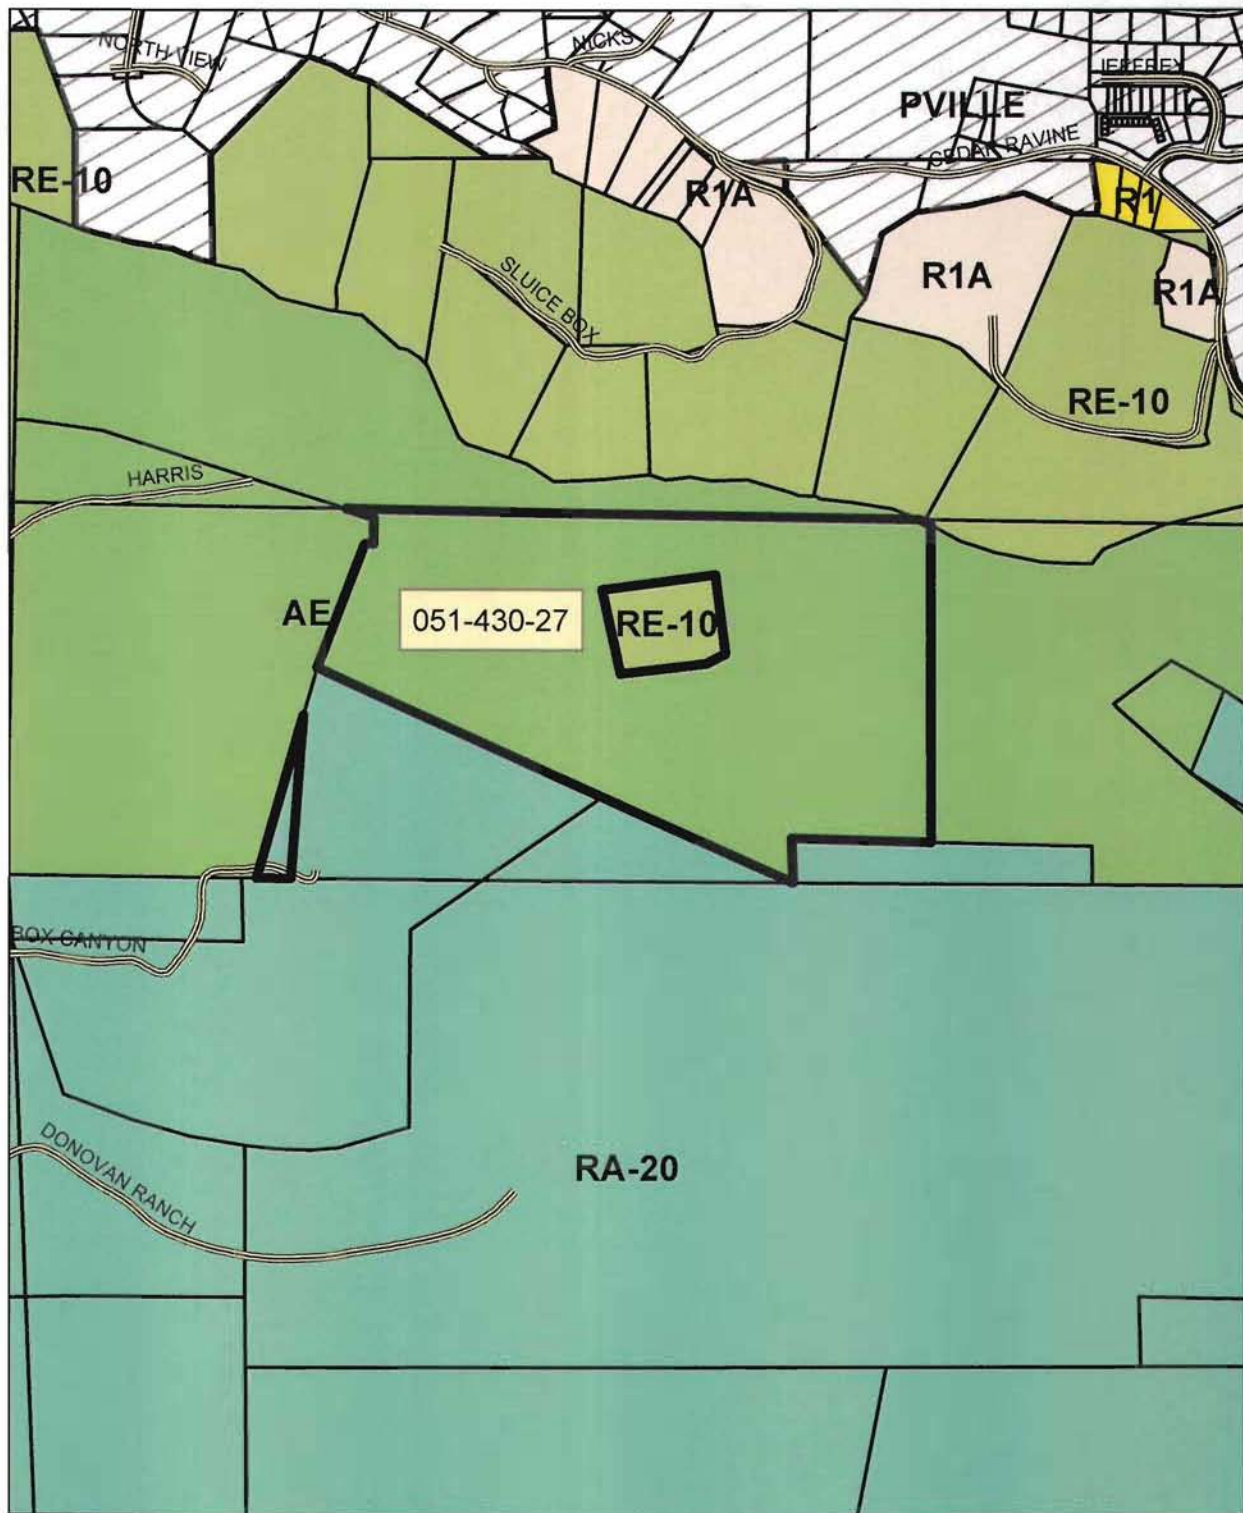 NORTH VIEW
NICKS
JEFFREY
PVILLE
CEDAR RAVINE
RE-10
R1A
R1
SLUICE BOX
R1A
R1A
RE-10
HARRIS
AE
051-430-27
RE-10
BOX CANYON
DONOVAN RANCH
RA-20